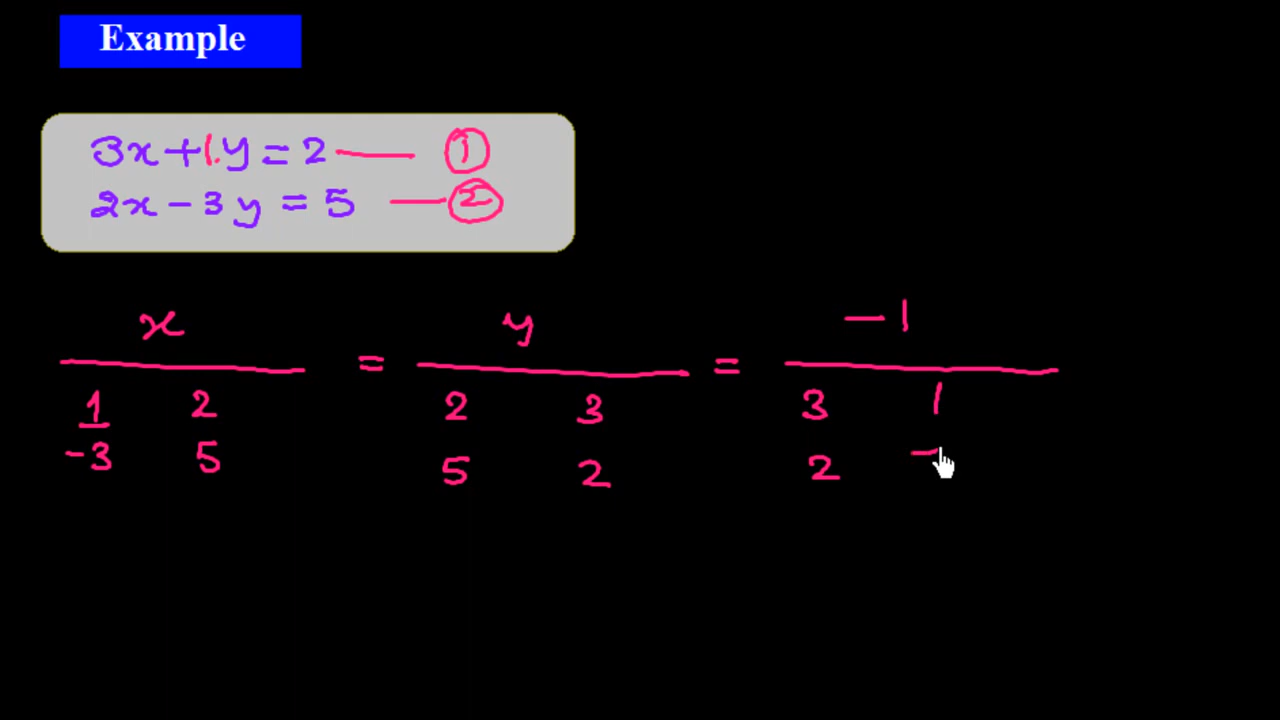 Example
3x+1.y=2 —— ①
2x-3y=5 —— ②
x = y = -1
1 2 2 3 3 1
-3 5 5 2 2 -